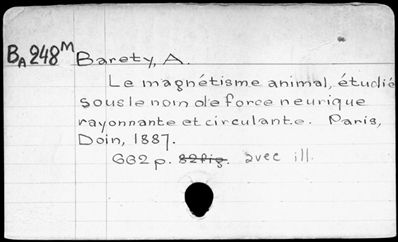 BA 248M Barety, A.
Le magnétisme animal, étudié
sous le nom de force neurique
rayonnante et circulante. Paris,
Doin, 1887.
662 p. 82 fig. avec ill.